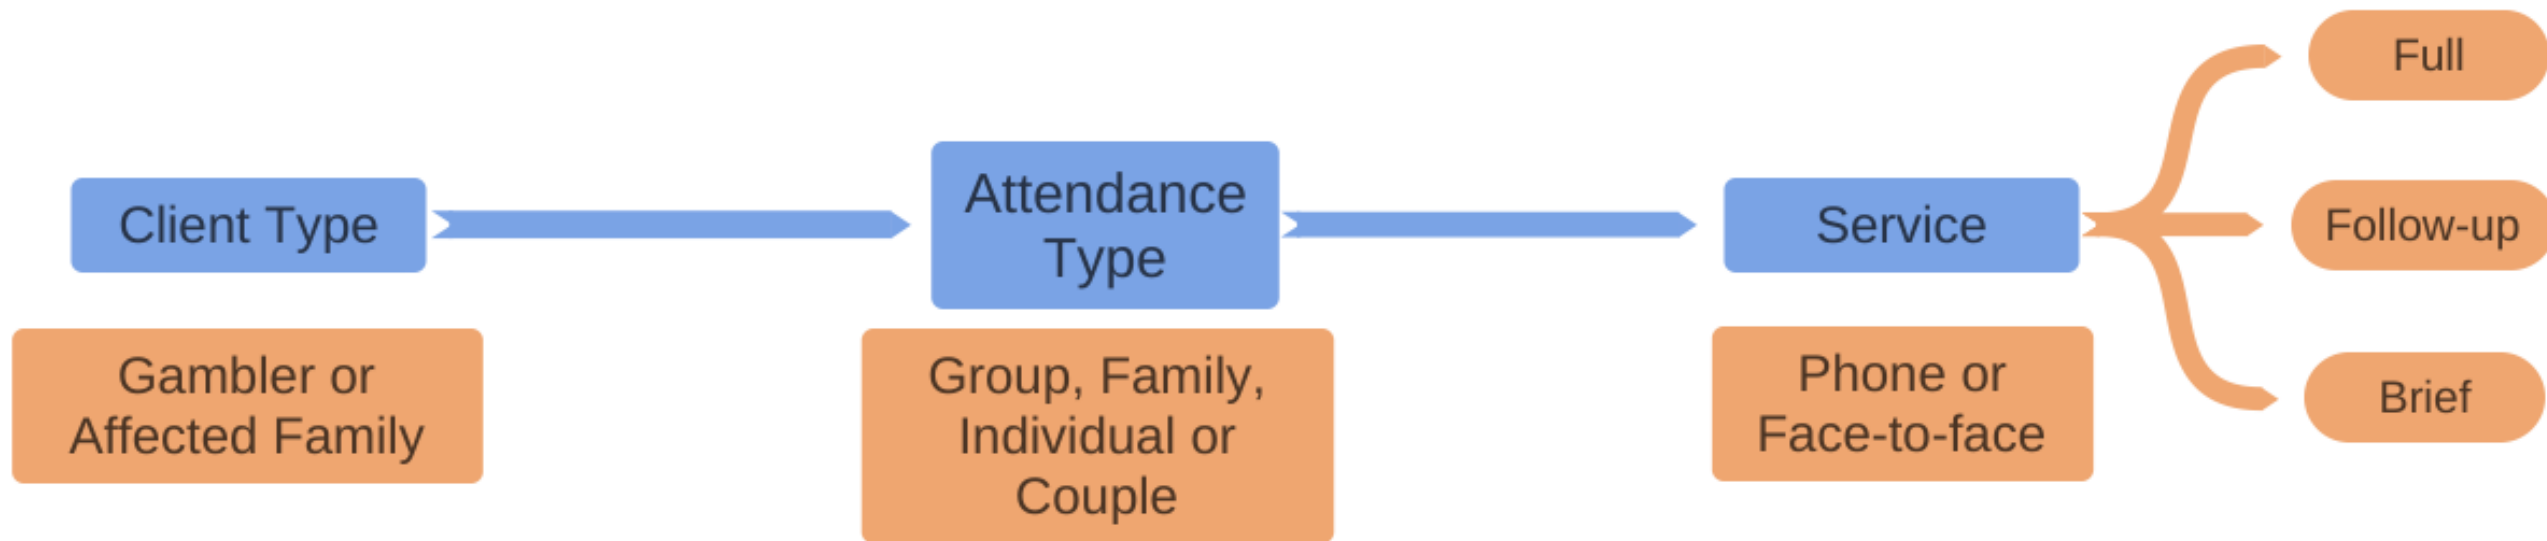 Client Type
Gambler or
Affected Family
Attendance
Type
Group, Family,
Individual or
Couple
Service
Phone or
Face-to-face
Full
Follow-up
Brief